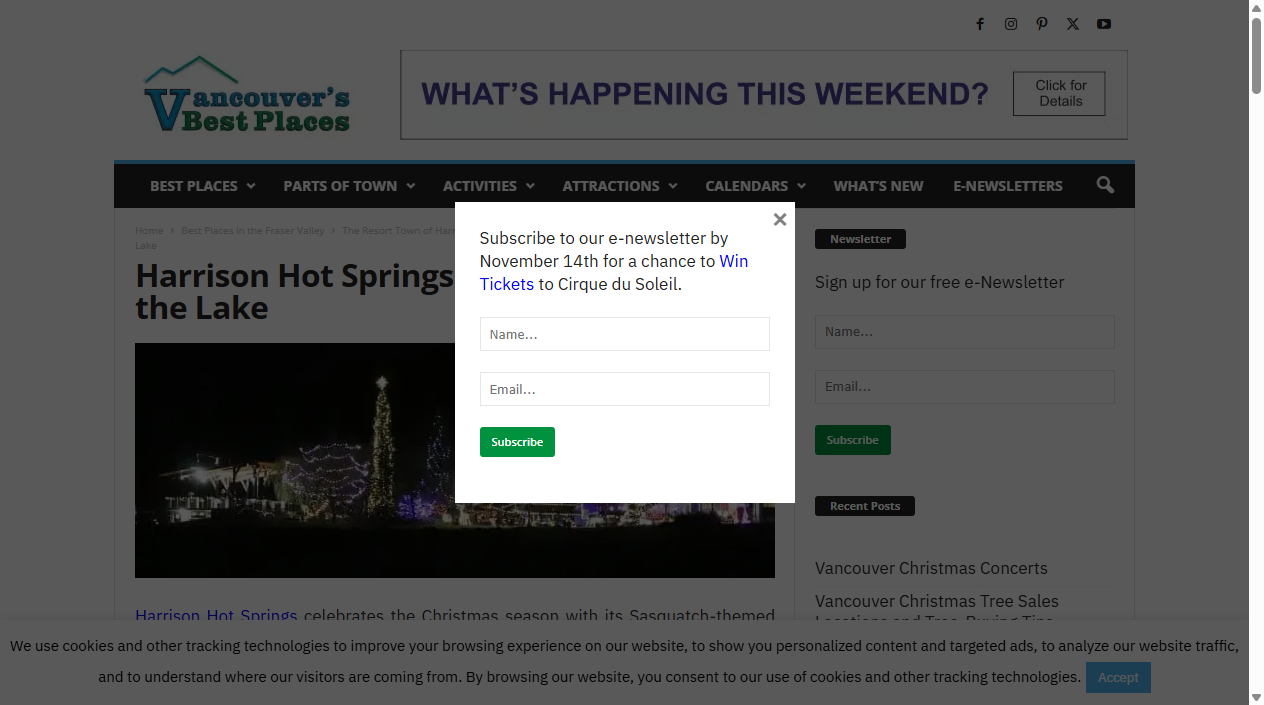 Vancouver's
Best Places
WHAT'S HAPPENING THIS WEEKEND?
Click for
Details
BEST PLACES
PARTS OF TOWN
ACTIVITIES
ATTRACTIONS
CALENDARS
WHAT'S NEW
E-NEWSLETTERS
Home › Best Places in the Fraser Valley › The Resort Town of Harr
Lake
Harrison Hot Springs
the Lake
Harrison Hot Springs celebrates the Christmas season with its Sasquatch-themed
×
Subscribe to our e-newsletter by
November 14th for a chance to Win
Tickets to Cirque du Soleil.
Name...
Email...
Subscribe
Newsletter
Sign up for our free e-Newsletter
Name...
Email...
Subscribe
Recent Posts
Vancouver Christmas Concerts
Vancouver Christmas Tree Sales
Locations and Tree-Buying Tips
We use cookies and other tracking technologies to improve your browsing experience on our website, to show you personalized content and targeted ads, to analyze our website traffic,
and to understand where our visitors are coming from. By browsing our website, you consent to our use of cookies and other tracking technologies.
Accept